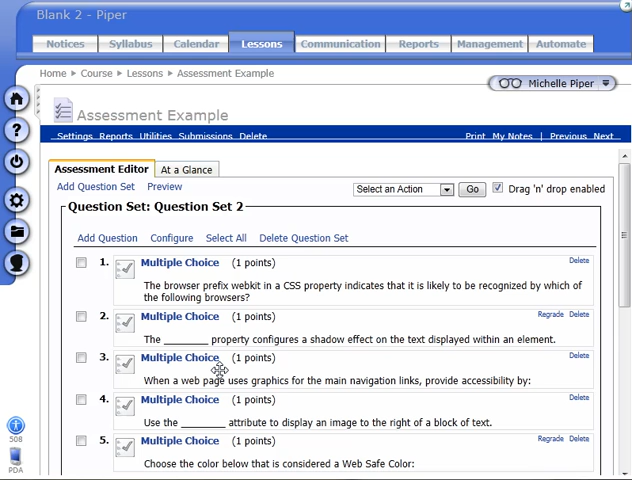 Blank 2 - Piper
Notices Syllabus Calendar Lessons Communication Reports Management Automate
Home Course Lessons Assessment Example
Michelle Piper
Assessment Example
Settings Reports Utilities Submissions Delete Print My Notes | Previous Next
Assessment Editor At a Glance
Add Question Set Preview Select an Action Go Drag 'n' drop enabled
Question Set: Question Set 2
Add Question Configure Select All Delete Question Set
1. Multiple Choice (1 points) Delete
The browser prefix webkit in a CSS property indicates that it is likely to be recognized by which of
the following browsers?
2. Multiple Choice (1 points) Regrade Delete
The ________ property configures a shadow effect on the text displayed within an element.
3. Multiple Choice (1 points) Delete
When a web page uses graphics for the main navigation links, provide accessibility by:
4. Multiple Choice (1 points) Delete
Use the ________ attribute to display an image to the right of a block of text.
5. Multiple Choice (1 points) Regrade Delete
Choose the color below that is considered a Web Safe Color:
508
PDA